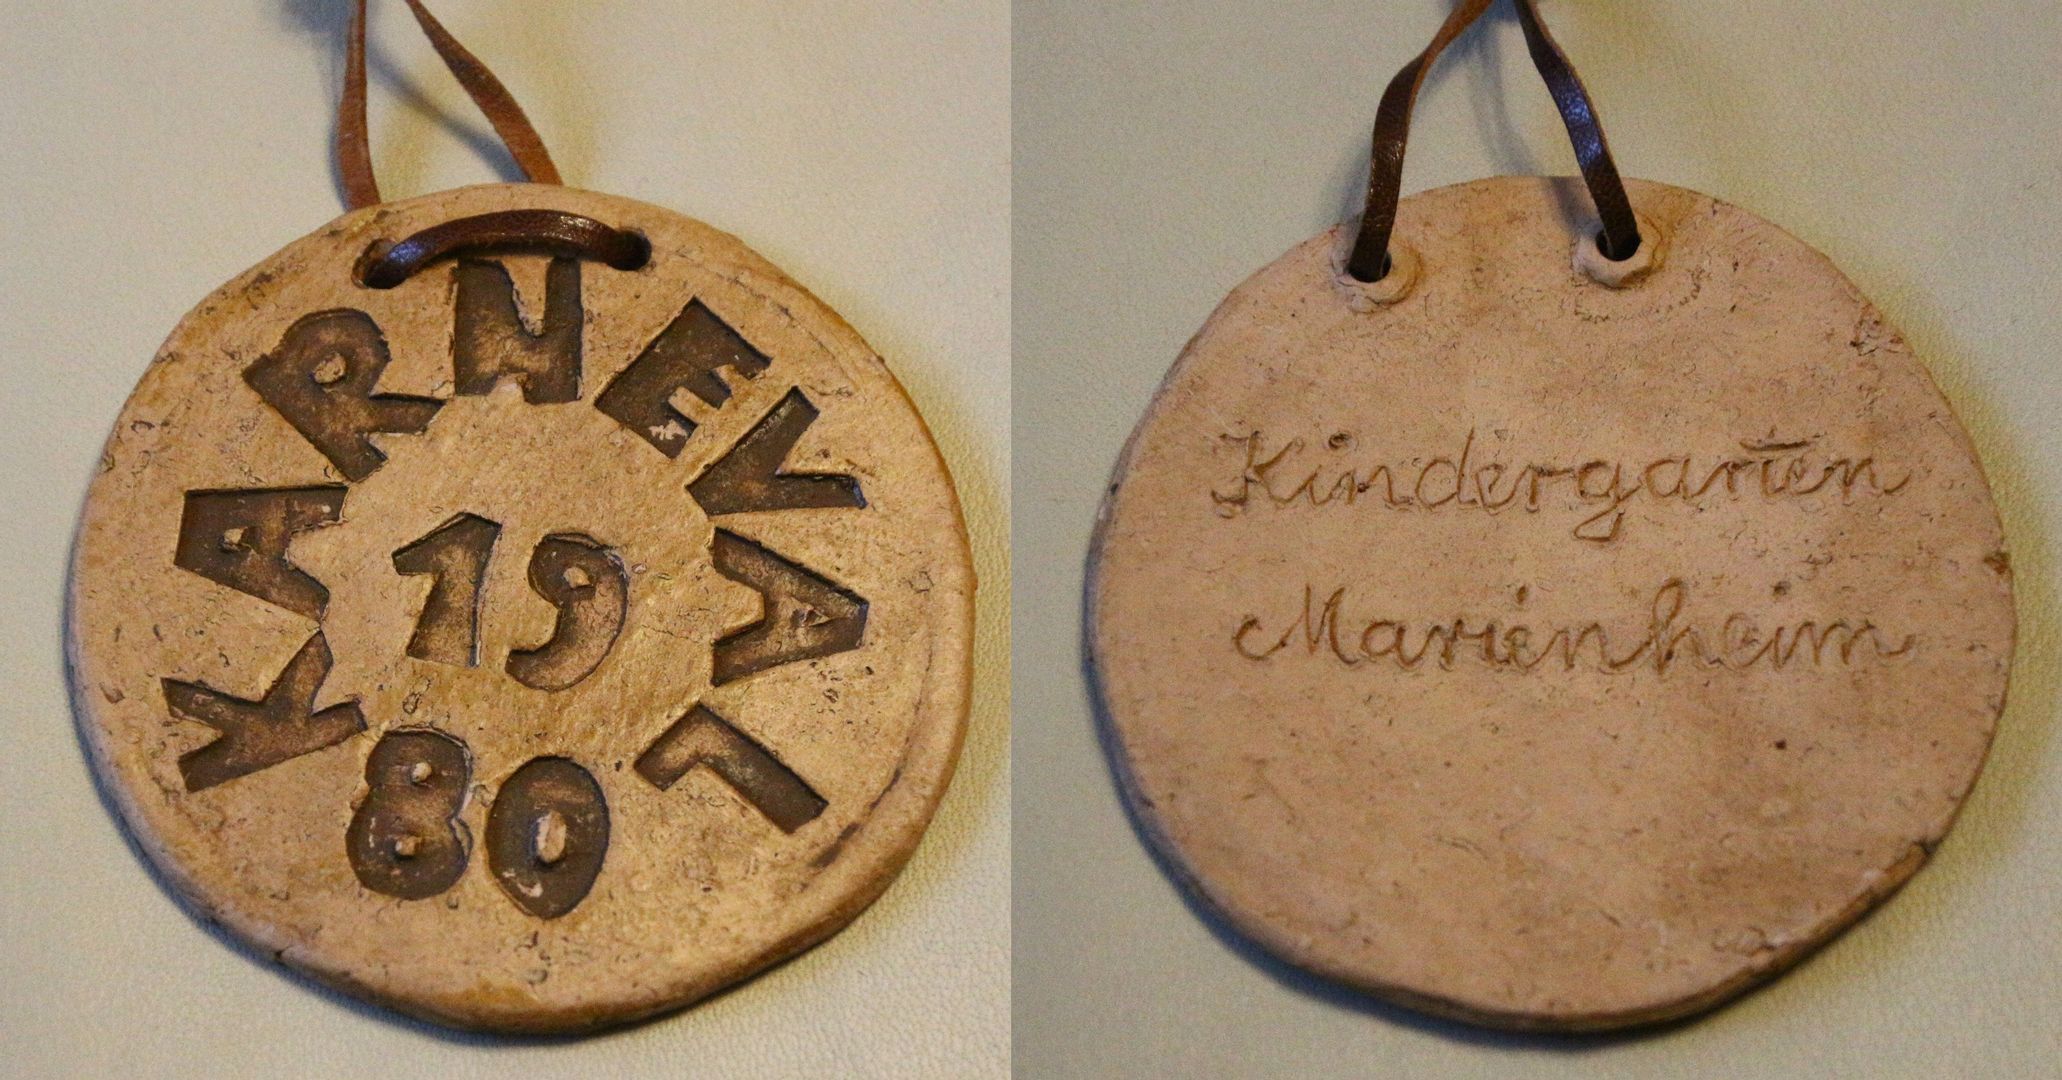 KARNEVAL
19
80
Kindergarten
Marienheim